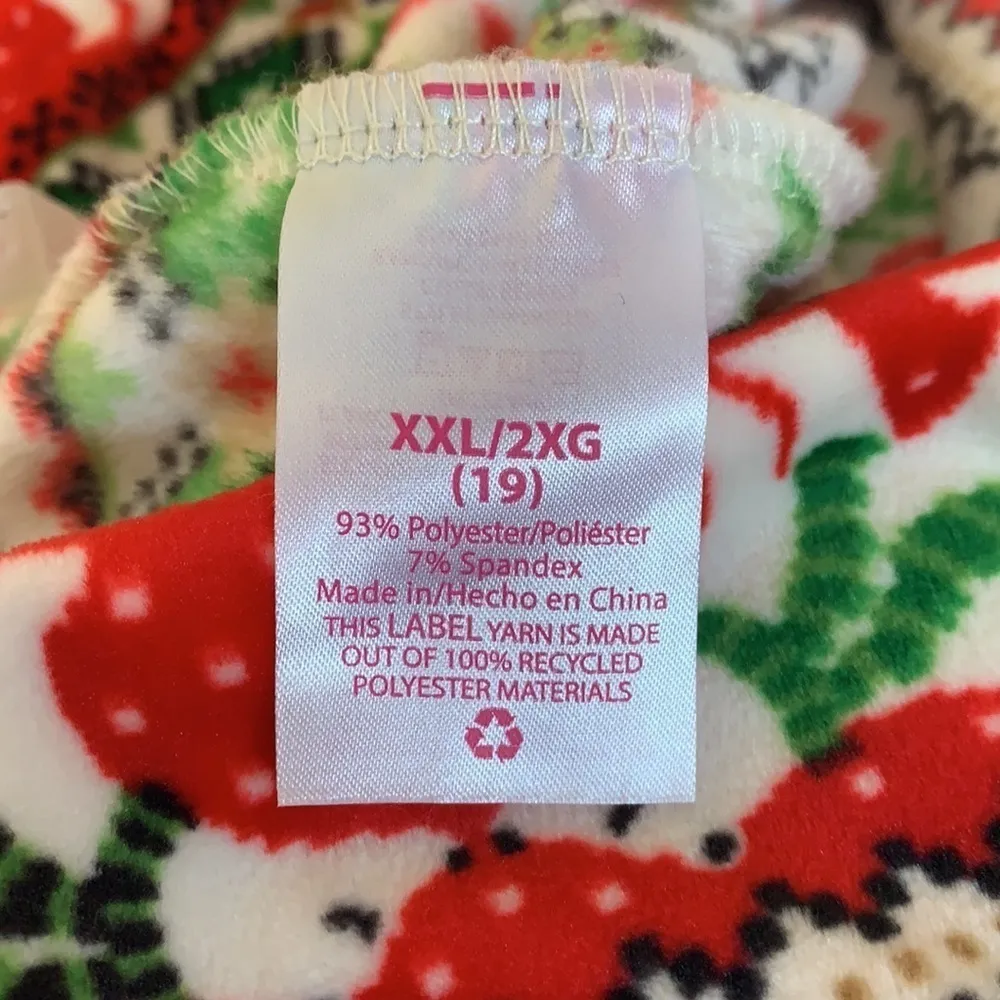 XXL/2XG
(19)
93% Polyester/Poliéster
7% Spandex
Made in/Hecho en China
THIS LABEL YARN IS MADE
OUT OF 100% RECYCLED
POLYESTER MATERIALS